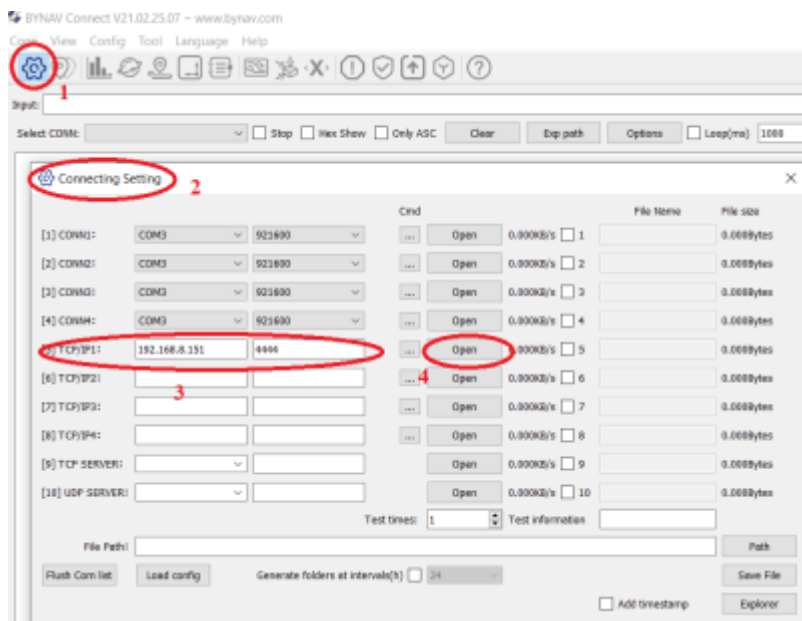 BYNAV Connect V21.02.25.07 - www.bynav.com
Conn View Config Tool Language Help
1
Input:
Select CONN: Stop Hex Show Only ASC Clear Exp path Options Loop(ms) 1000
Connecting Setting 2
Cmd File Name File size
[1] CONN1: COM3 921600 ... Open 0.000KB/s 1 0.000Bytes
[2] CONN2: COM3 921600 ... Open 0.000KB/s 2 0.000Bytes
[3] CONN3: COM3 921600 ... Open 0.000KB/s 3 0.000Bytes
[4] CONN4: COM3 921600 ... Open 0.000KB/s 4 0.000Bytes
[5] TCP/IP1: 192.168.8.151 4444 ... Open 0.000KB/s 5 0.000Bytes
[6] TCP/IP2: 3 ... 4 Open 0.000KB/s 6 0.000Bytes
[7] TCP/IP3: ... Open 0.000KB/s 7 0.000Bytes
[8] TCP/IP4: ... Open 0.000KB/s 8 0.000Bytes
[9] TCP SERVER: Open 0.000KB/s 9 0.000Bytes
[10] UDP SERVER: Open 0.000KB/s 10 0.000Bytes
Test times: 1 Test information
File Path: Path
Flush Com list Load config Generate folders at intervals(h) 24 Save File
Add timestamp Explorer